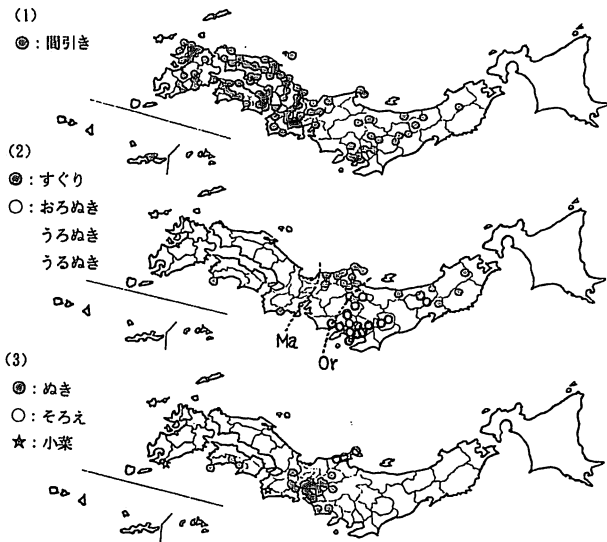 (1)
◎：間引き
(2)
◎：すぐり
○：おろぬき
うろぬき
うるぬき
Ma
Or
(3)
◎：ぬき
○：そろえ
☆：小菜